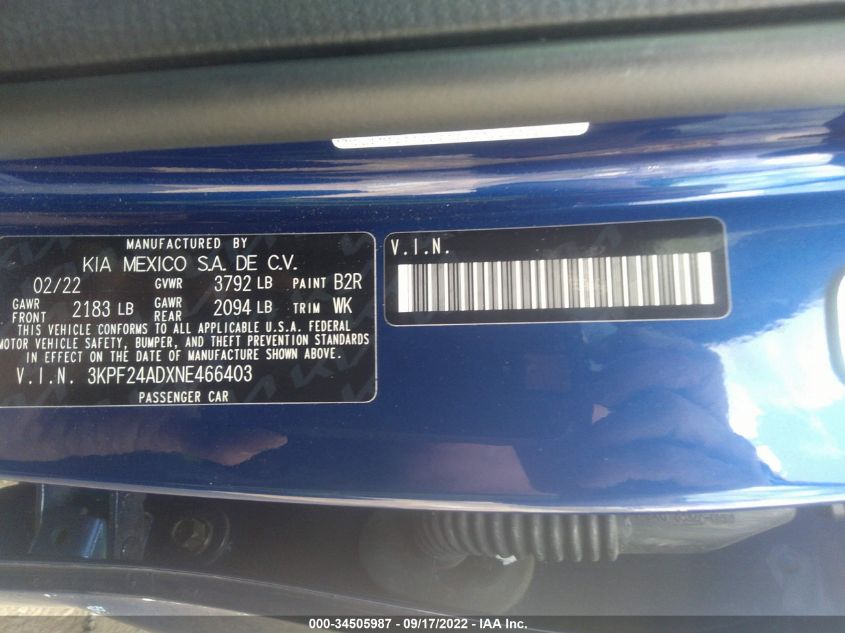 MANUFACTURED BY
KIA MEXICO S.A. DE C.V.
02/22 GVWR 3792 LB PAINT B2R
GAWR FRONT 2183 LB GAWR REAR 2094 LB TRIM WK
THIS VEHICLE CONFORMS TO ALL APPLICABLE U.S.A. FEDERAL
MOTOR VEHICLE SAFETY, BUMPER, AND THEFT PREVENTION STANDARDS
IN EFFECT ON THE DATE OF MANUFACTURE SHOWN ABOVE.
V.I.N. 3KPF24ADXNE466403
PASSENGER CAR
V.I.N.
000-34505987 - 09/17/2022 - IAA Inc.